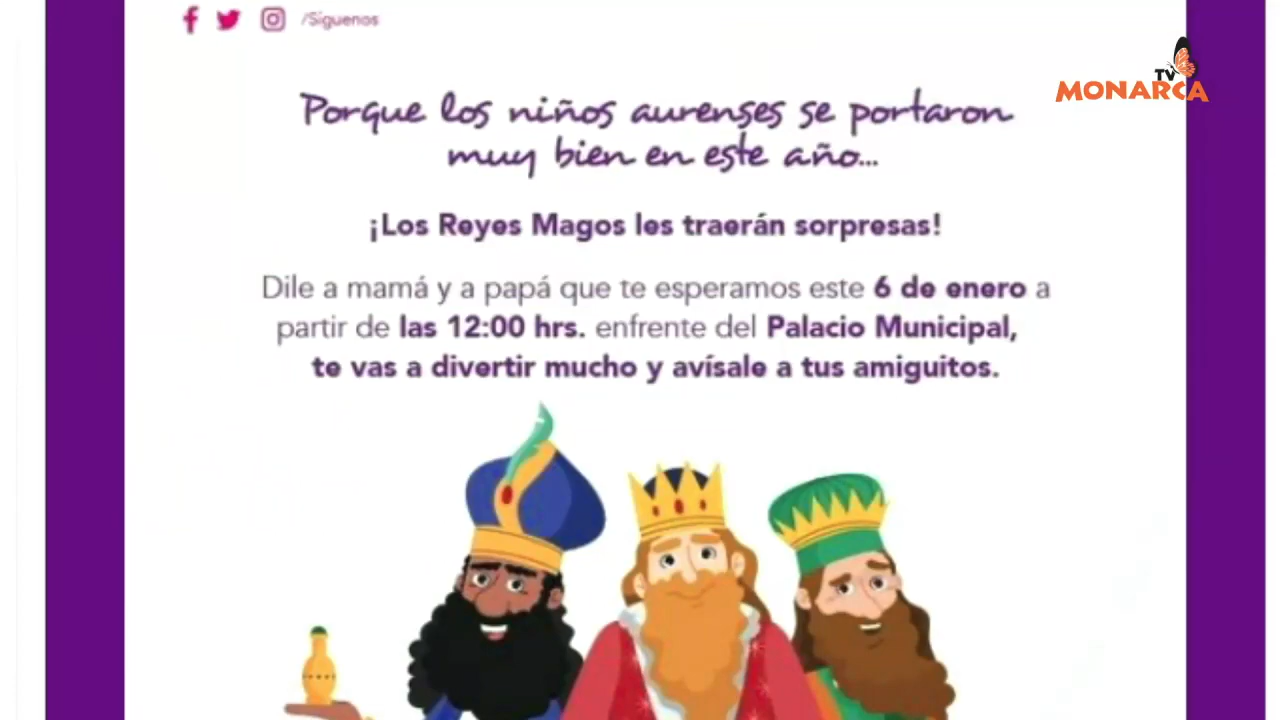 /Síguenos
TV
MONARCA
Porque los niños aurenses se portaron
muy bien en este año...
¡Los Reyes Magos les traerán sorpresas!
Dile a mamá y a papá que te esperamos este 6 de enero a
partir de las 12:00 hrs. enfrente del Palacio Municipal,
te vas a divertir mucho y avísale a tus amiguitos.